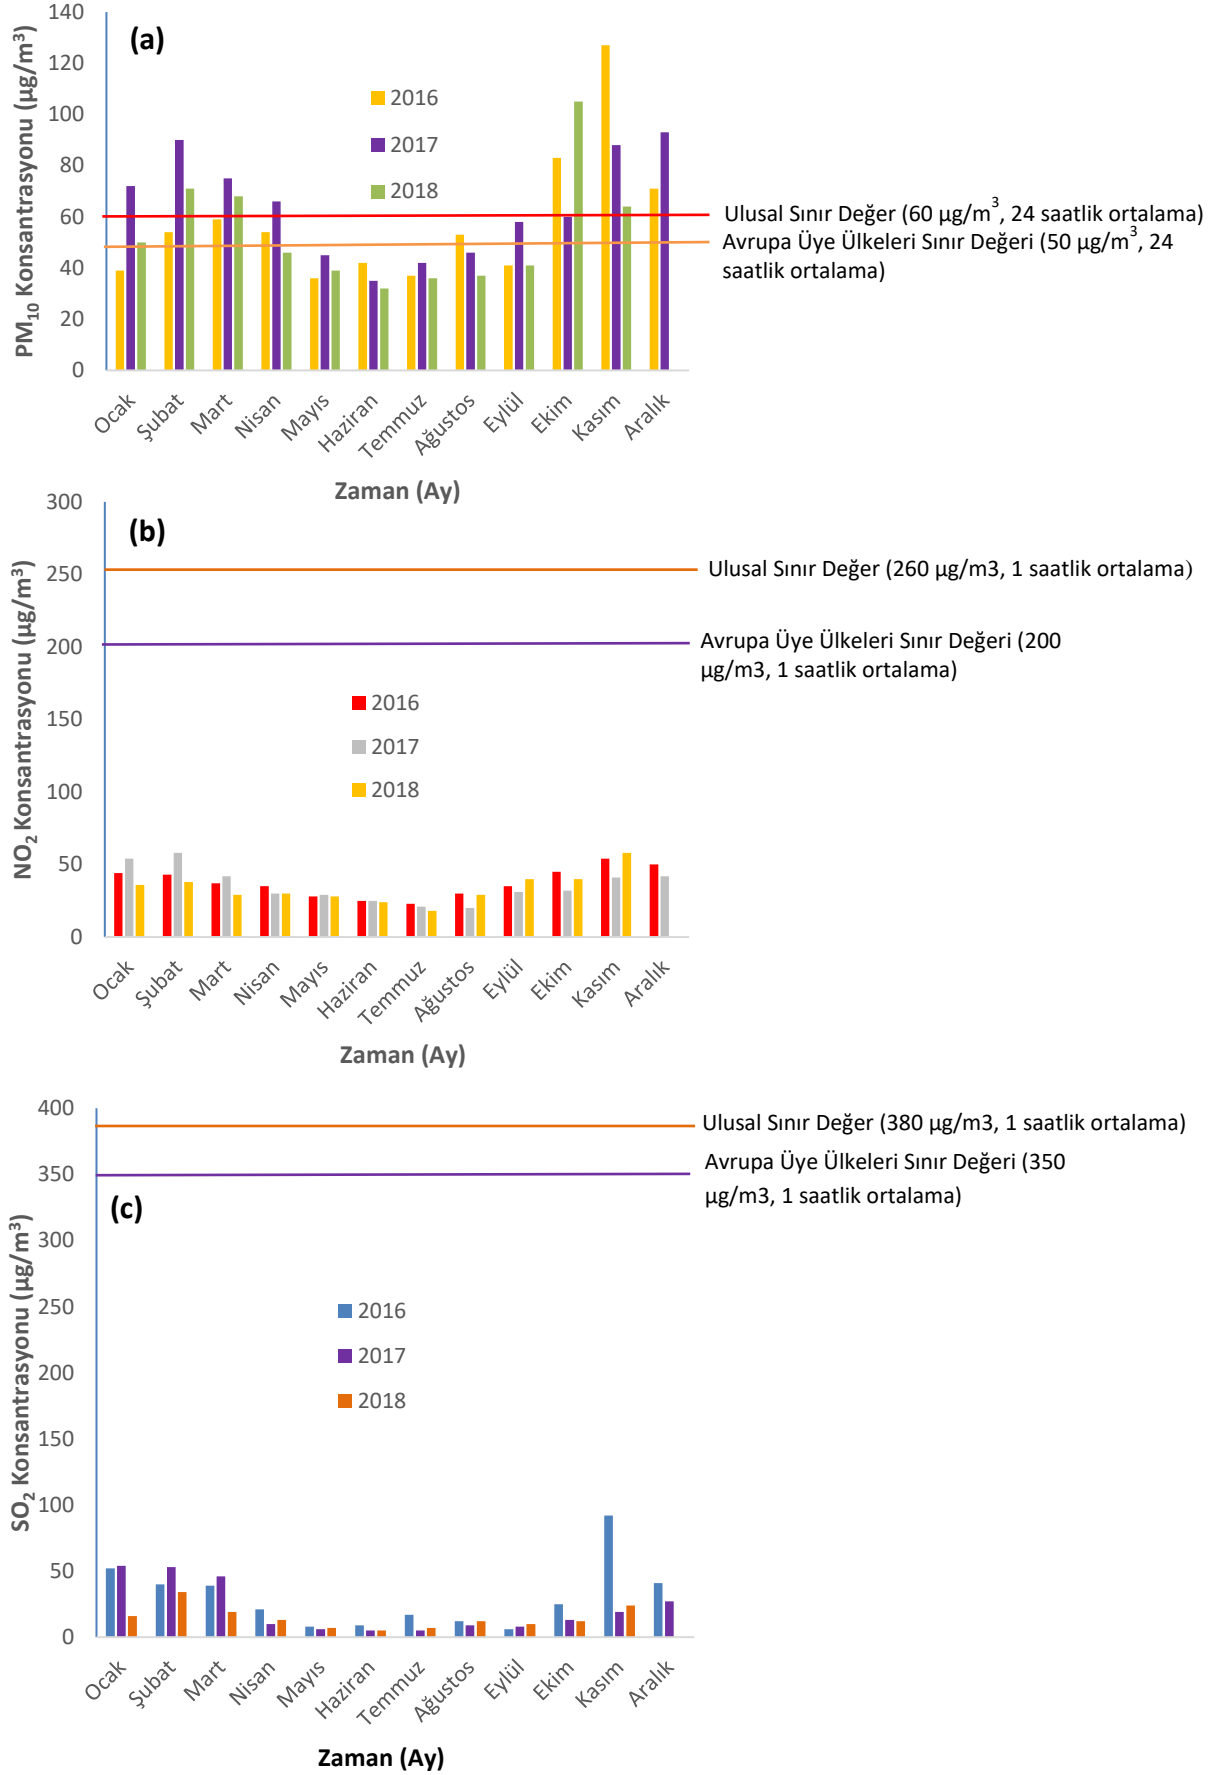 140
(a)
120
100
80
60
40
20
0
PM10 Konsantrasyonu (µg/m³)
2016
2017
2018
Ulusal Sınır Değer (60 µg/m³, 24 saatlik ortalama)
Avrupa Üye Ülkeleri Sınır Değeri (50 µg/m³, 24
saatlik ortalama)
Ocak
Şubat
Mart
Nisan
Mayıs
Haziran
Temmuz
Ağustos
Eylül
Ekim
Kasım
Aralık
Zaman (Ay)
300
(b)
250
200
150
100
50
0
NO₂ Konsantrasyonu (µg/m³)
Ulusal Sınır Değer (260 µg/m3, 1 saatlik ortalama)
Avrupa Üye Ülkeleri Sınır Değeri (200
µg/m3, 1 saatlik ortalama)
2016
2017
2018
Ocak
Şubat
Mart
Nisan
Mayıs
Haziran
Temmuz
Ağustos
Eylül
Ekim
Kasım
Aralık
Zaman (Ay)
400
350
(c)
300
250
200
150
100
50
0
SO₂ Konsantrasyonu (µg/m³)
Ulusal Sınır Değer (380 µg/m3, 1 saatlik ortalama)
Avrupa Üye Ülkeleri Sınır Değeri (350
µg/m3, 1 saatlik ortalama)
2016
2017
2018
Ocak
Şubat
Mart
Nisan
Mayıs
Haziran
Temmuz
Ağustos
Eylül
Ekim
Kasım
Aralık
Zaman (Ay)